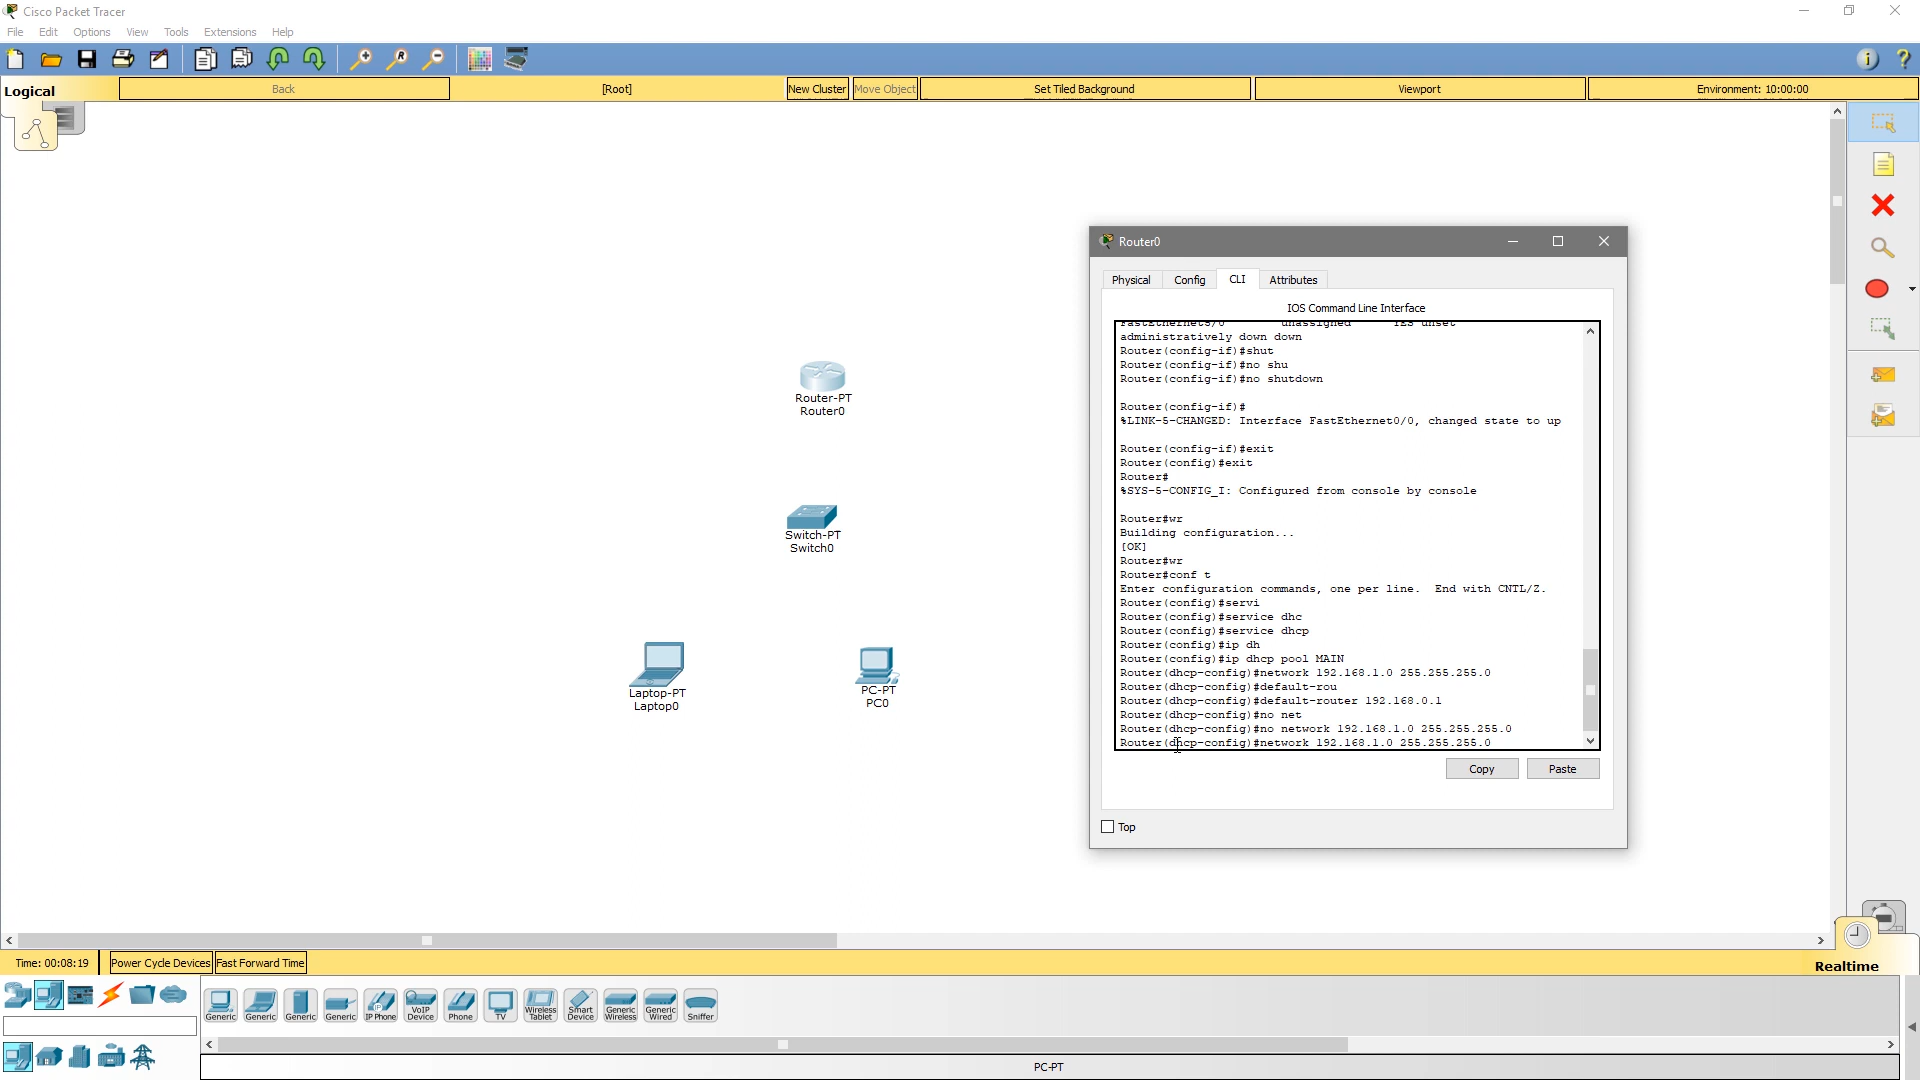 Cisco Packet Tracer
File Edit Options View Tools Extensions Help
Logical
Back
[Root]
New Cluster
Move Object
Set Tiled Background
Viewport
Environment: 10:00:00
Router-PT
Router0
Switch-PT
Switch0
Laptop-PT
Laptop0
PC-PT
PC0
Router0
Physical Config CLI Attributes
IOS Command Line Interface
FastEthernet5/0 unassigned YES unset
administratively down down
Router(config-if)#shut
Router(config-if)#no shu
Router(config-if)#no shutdown
Router(config-if)#
%LINK-5-CHANGED: Interface FastEthernet0/0, changed state to up
Router(config-if)#exit
Router(config)#exit
Router#
%SYS-5-CONFIG_I: Configured from console by console
Router#wr
Building configuration...
[OK]
Router#wr
Router#conf t
Enter configuration commands, one per line. End with CNTL/Z.
Router(config)#servi
Router(config)#service dhc
Router(config)#service dhcp
Router(config)#ip dh
Router(config)#ip dhcp pool MAIN
Router(dhcp-config)#network 192.168.1.0 255.255.255.0
Router(dhcp-config)#default-rou
Router(dhcp-config)#default-router 192.168.0.1
Router(dhcp-config)#no net
Router(dhcp-config)#no network 192.168.1.0 255.255.255.0
Router(dhcp-config)#network 192.168.1.0 255.255.255.0
Copy
Paste
Top
Time: 00:08:19
Power Cycle Devices
Fast Forward Time
Realtime
Generic
Generic
Generic
Generic
IP Phone
VoIP Device
Phone
TV
Wireless Tablet
Smart Device
Generic Wireless
Generic Wired
Sniffer
PC-PT